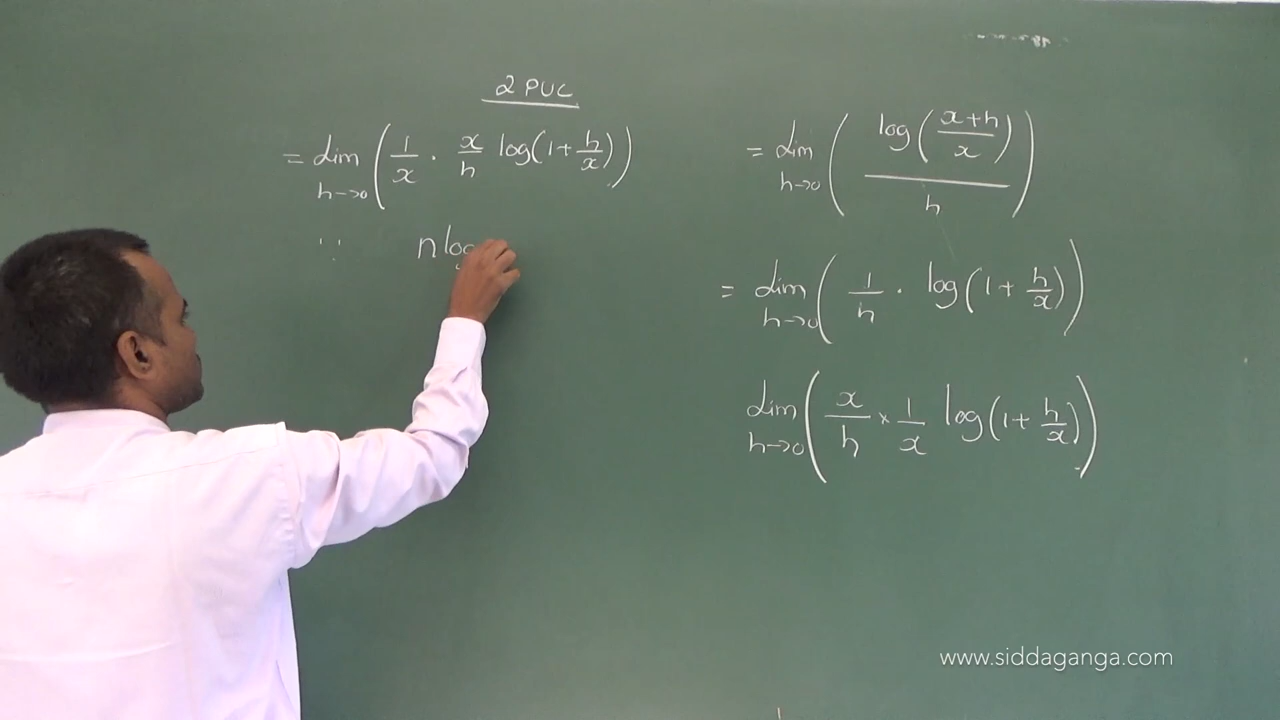 2 PUC
= lim h→0 ( 1/x · x/h log(1+h/x) )
∵ n log
= lim h→0 ( log((x+h)/x) / h )
= lim h→0 ( 1/h · log(1+h/x) )
lim h→0 ( x/h × 1/x log(1+h/x) )
www.siddaganga.com